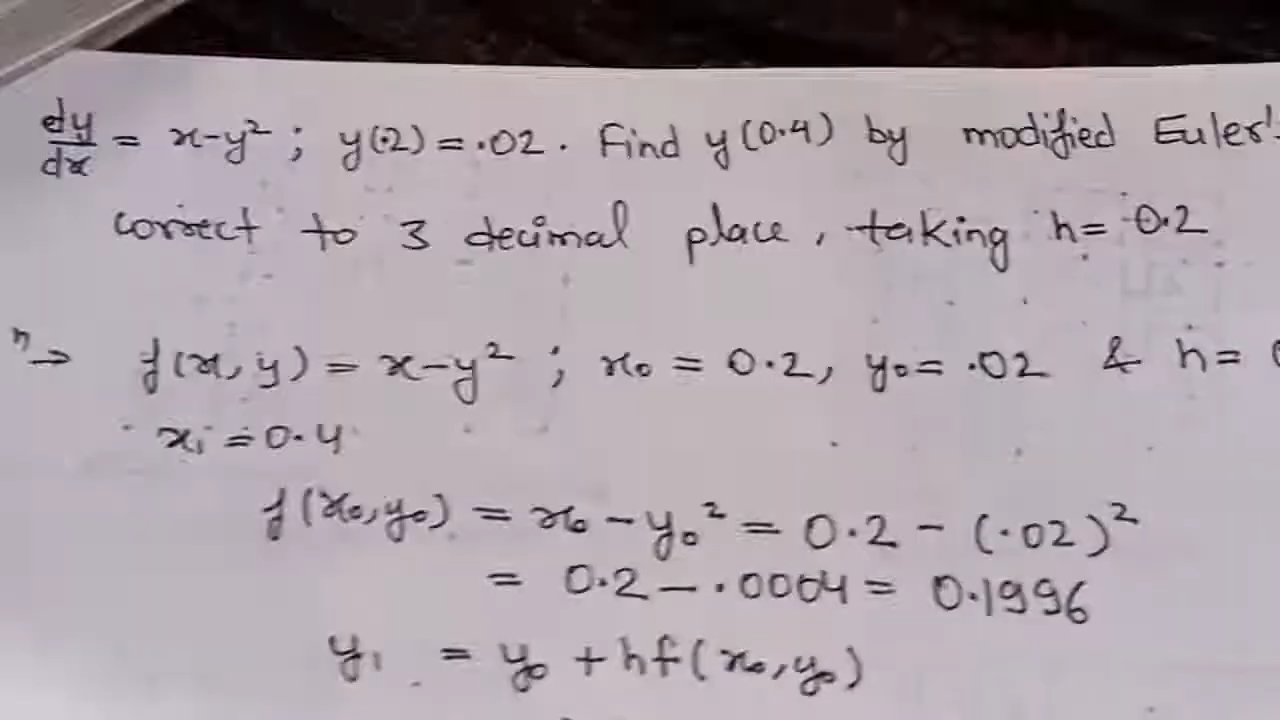 dy/dx = x-y² ; y(.2) = .02 . Find y(0.4) by modified Euler'
correct to 3 decimal place, taking h= 0.2
→ f(x, y) = x-y² ; x₀ = 0.2, y₀ = .02 & h=
x₁ = 0.4
f(x₀,y₀) = x₀ - y₀² = 0.2 - (.02)²
= 0.2 - .0004 = 0.1996
y₁ = y₀ + hf(x₀,y₀)